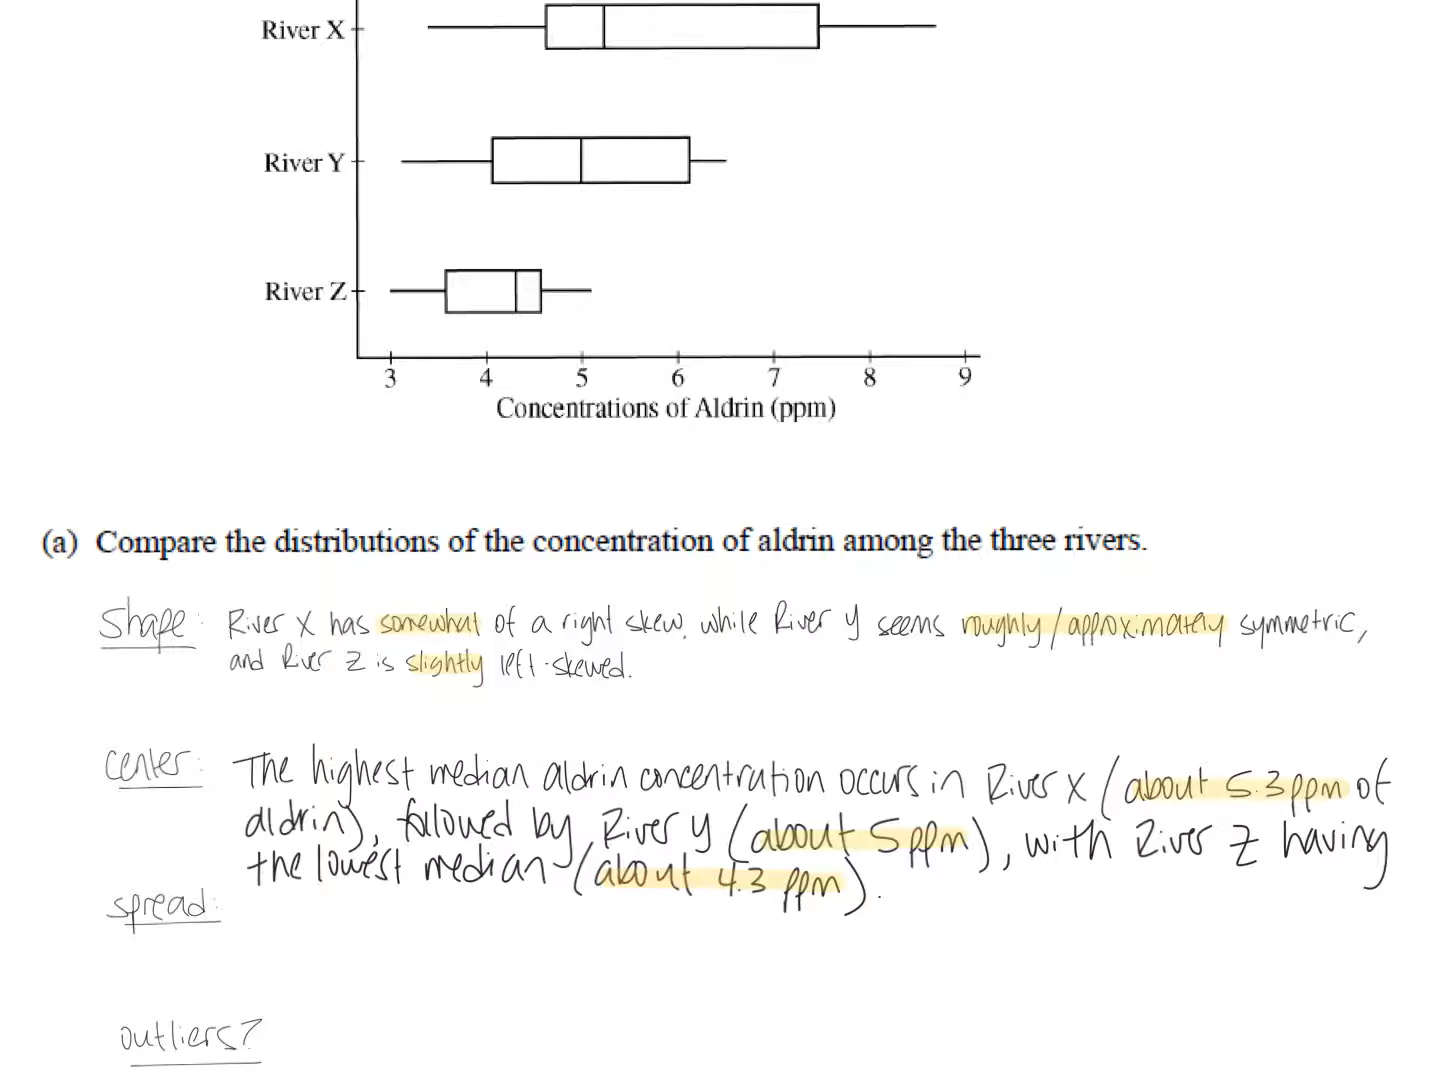 River X
River Y
River Z
3 4 5 6 7 8 9
Concentrations of Aldrin (ppm)
(a) Compare the distributions of the concentration of aldrin among the three rivers.
Shape: River X has somewhat of a right skew, while River Y seems roughly/approximately symmetric,
and River Z is slightly left-skewed.
Center: The highest median aldrin concentration occurs in River X (about 5.3 ppm of
aldrin), followed by River Y (about 5 ppm), with River Z having
the lowest median (about 4.3 ppm).
spread:
outliers?